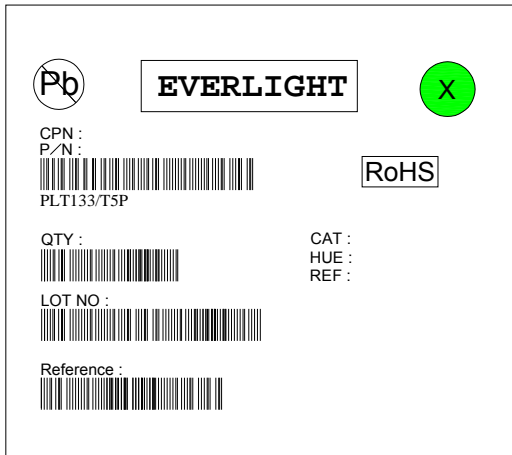 Pb
EVERLIGHT
X
CPN :
P/N :
RoHS
PLT133/T5P
QTY :
CAT :
HUE :
REF :
LOT NO :
Reference :